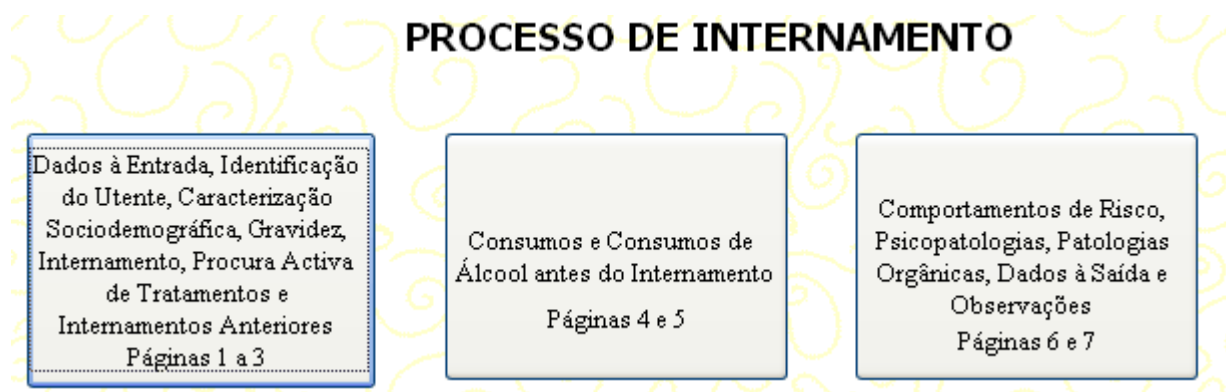 PROCESSO DE INTERNAMENTO
Dados à Entrada, Identificação
do Utente, Caracterização
Sociodemográfica, Gravidez,
Internamento, Procura Activa
de Tratamentos e
Internamentos Anteriores
Páginas 1 a 3
Consumos e Consumos de
Álcool antes do Internamento
Páginas 4 e 5
Comportamentos de Risco,
Psicopatologias, Patologias
Orgânicas, Dados à Saída e
Observações
Páginas 6 e 7